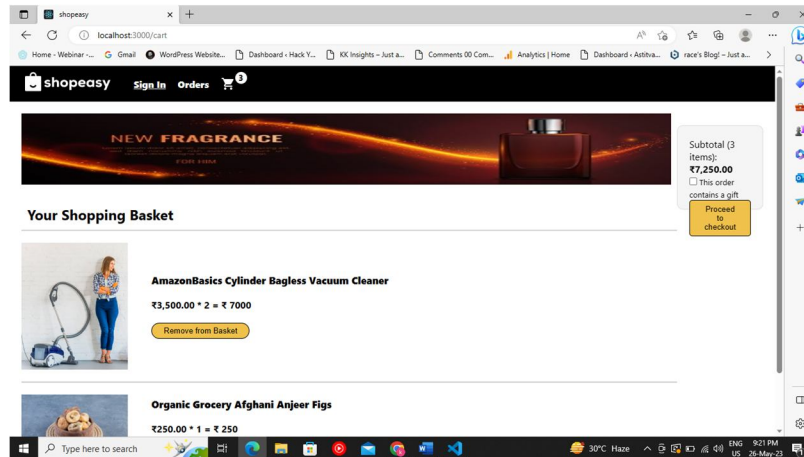 shopeasy
localhost:3000/cart
Home - Webinar -... Gmail WordPress Website... Dashboard ‹ Hack Y... KK Insights – Just a... Comments 00 Com... Analytics | Home Dashboard ‹ Astitva... race's Blog! – Just a...
shopeasy Sign In Orders 3
NEW FRAGRANCE
FOR HIM
Subtotal (3
items):
₹7,250.00
This order
contains a gift
Proceed
to
checkout
Your Shopping Basket
AmazonBasics Cylinder Bagless Vacuum Cleaner
₹3,500.00 * 2 = ₹ 7000
Remove from Basket
Organic Grocery Afghani Anjeer Figs
₹250.00 * 1 = ₹ 250
Type here to search
30°C Haze
ENG 9:21 PM
US 26-May-23